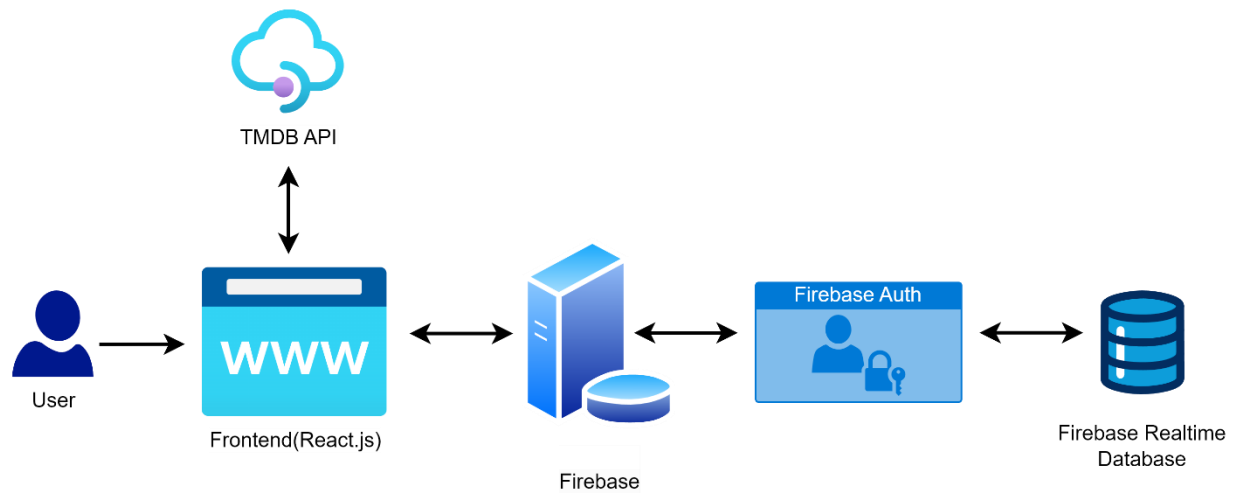 TMDB API
User
www
Frontend(React.js)
Firebase
Firebase Auth
Firebase Realtime
Database